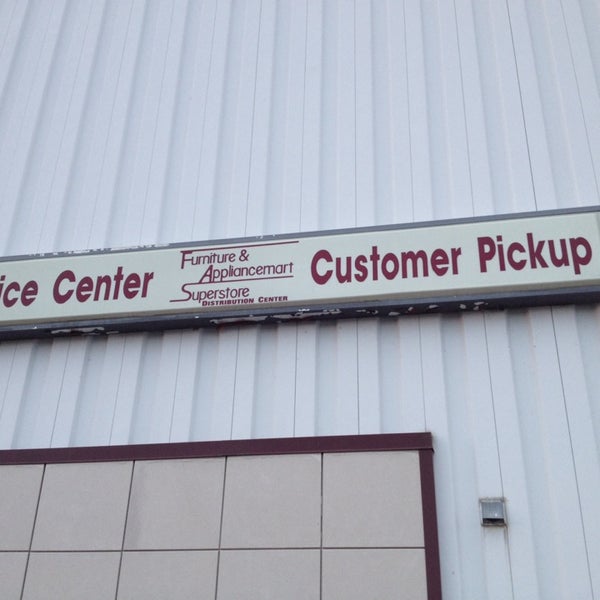 ice Center
Furniture &
Appliancemart
Superstore
Distribution Center
Customer Pickup